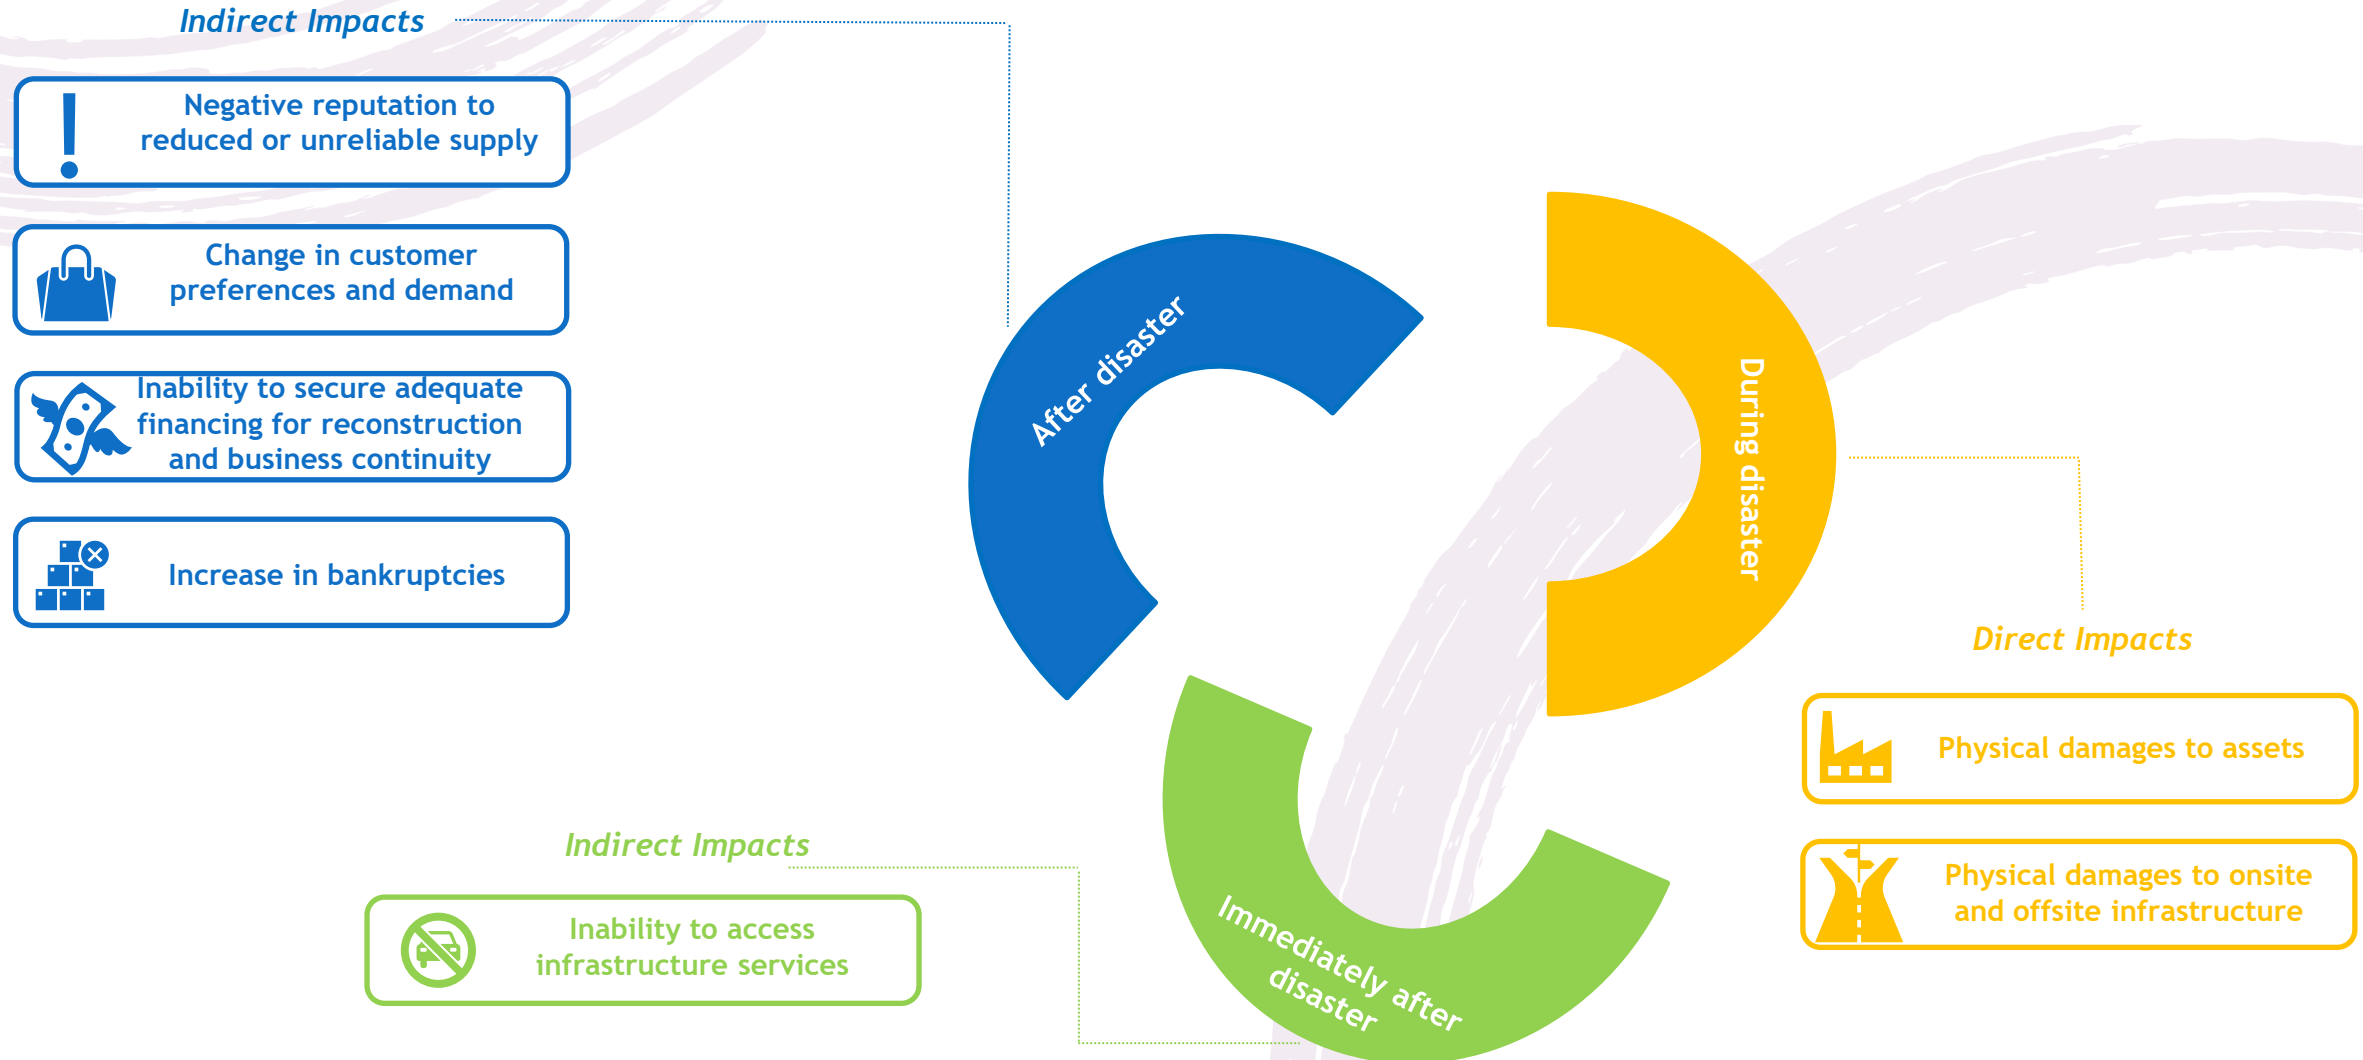 Indirect Impacts
Negative reputation to
reduced or unreliable supply
Change in customer
preferences and demand
Inability to secure adequate
financing for reconstruction
and business continuity
Increase in bankruptcies
After disaster
During disaster
Direct Impacts
Physical damages to assets
Physical damages to onsite
and offsite infrastructure
Indirect Impacts
Inability to access
infrastructure services
Immediately after
disaster